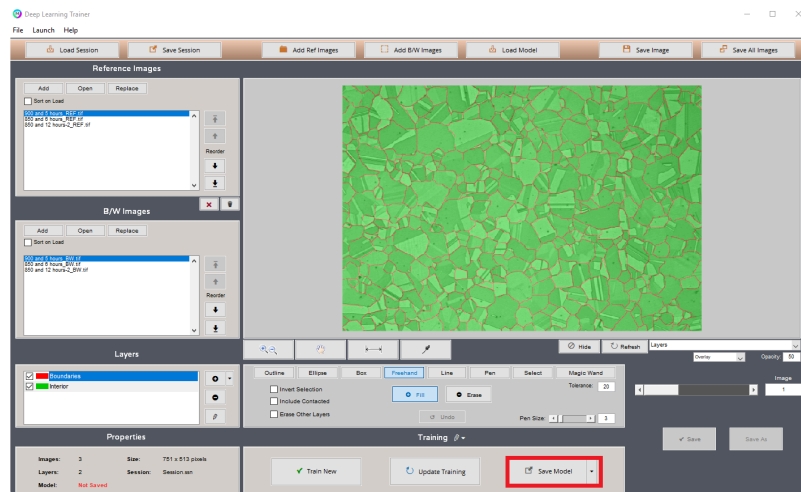 Deep Learning Trainer
File Launch Help
Load Session Save Session Add Ref Images Add B/W Images Load Model Save Image Save All Images
Reference Images
Add Open Replace
Sort on Load
900 and 5 hours_REF.tif
850 and 6 hours_REF.tif
850 and 12 hours-2_REF.tif
Reorder
B/W Images
Add Open Replace
Sort on Load
900 and 5 hours_BW.tif
850 and 6 hours_BW.tif
850 and 12 hours-2_BW.tif
Reorder
Hide Refresh Layers
Overlay Opacity 50
Layers
Boundaries
Interior
Outline Ellipse Box Freehand Line Pen Select Magic Wand
Invert Selection
Include Contacted
Erase Other Layers
Fill Erase
Undo
Tolerance: 20
Pen Size: 3
Image
1
Save Save As
Properties
Images: 3 Size: 751 x 613 pixels
Layers: 2 Session: Session.ssn
Model: Not Saved
Training
Train New Update Training Save Model